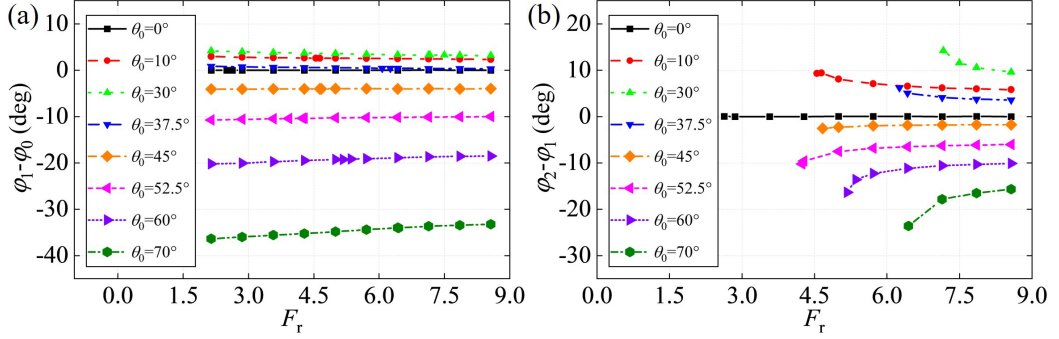 (a)
10
0
-10
-20
-30
-40
φ₁-φ₀ (deg)
θ₀=0°
θ₀=10°
θ₀=30°
θ₀=37.5°
θ₀=45°
θ₀=52.5°
θ₀=60°
θ₀=70°
0.0 1.5 3.0 4.5 6.0 7.5 9.0
Fᵣ
(b)
20
10
0
-10
-20
-30
φ₂-φ₁ (deg)
θ₀=0°
θ₀=10°
θ₀=30°
θ₀=37.5°
θ₀=45°
θ₀=52.5°
θ₀=60°
θ₀=70°
0.0 1.5 3.0 4.5 6.0 7.5 9.0
Fᵣ